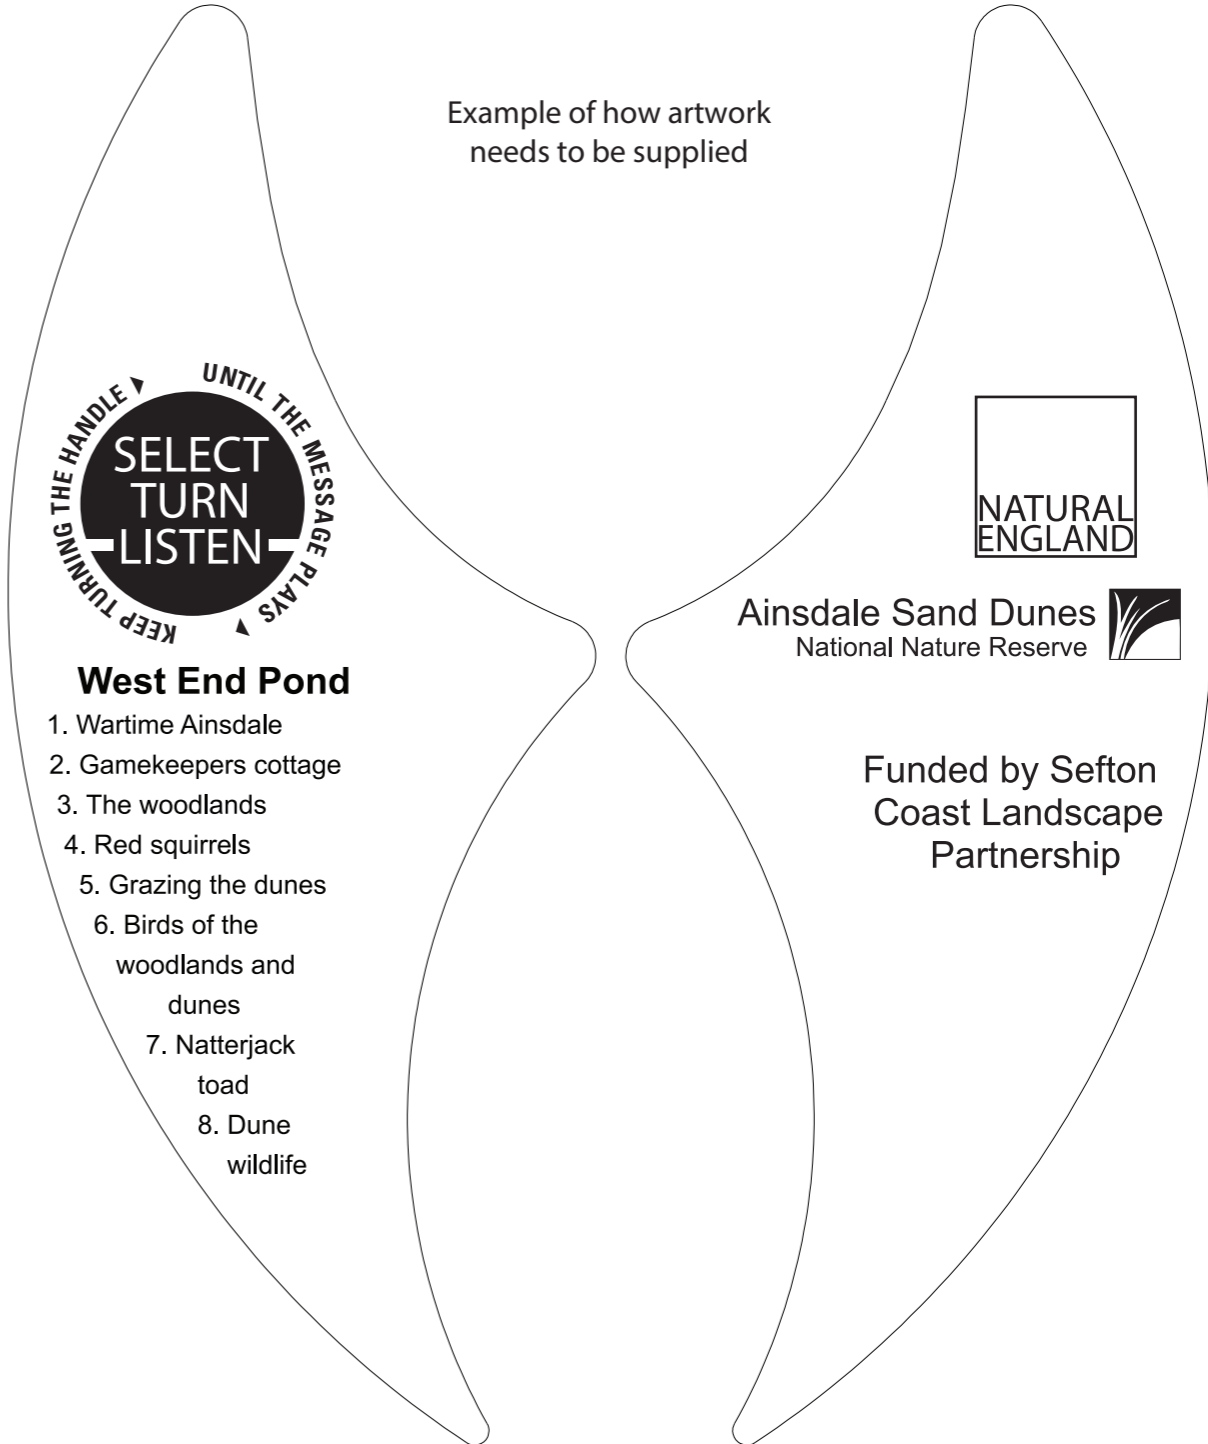 Example of how artwork
needs to be supplied
KEEP TURNING THE HANDLE
UNTIL THE MESSAGE PLAYS
SELECT
TURN
LISTEN
West End Pond
1. Wartime Ainsdale
2. Gamekeepers cottage
3. The woodlands
4. Red squirrels
5. Grazing the dunes
6. Birds of the
woodlands and
dunes
7. Natterjack
toad
8. Dune
wildlife
NATURAL
ENGLAND
Ainsdale Sand Dunes
National Nature Reserve
Funded by Sefton
Coast Landscape
Partnership